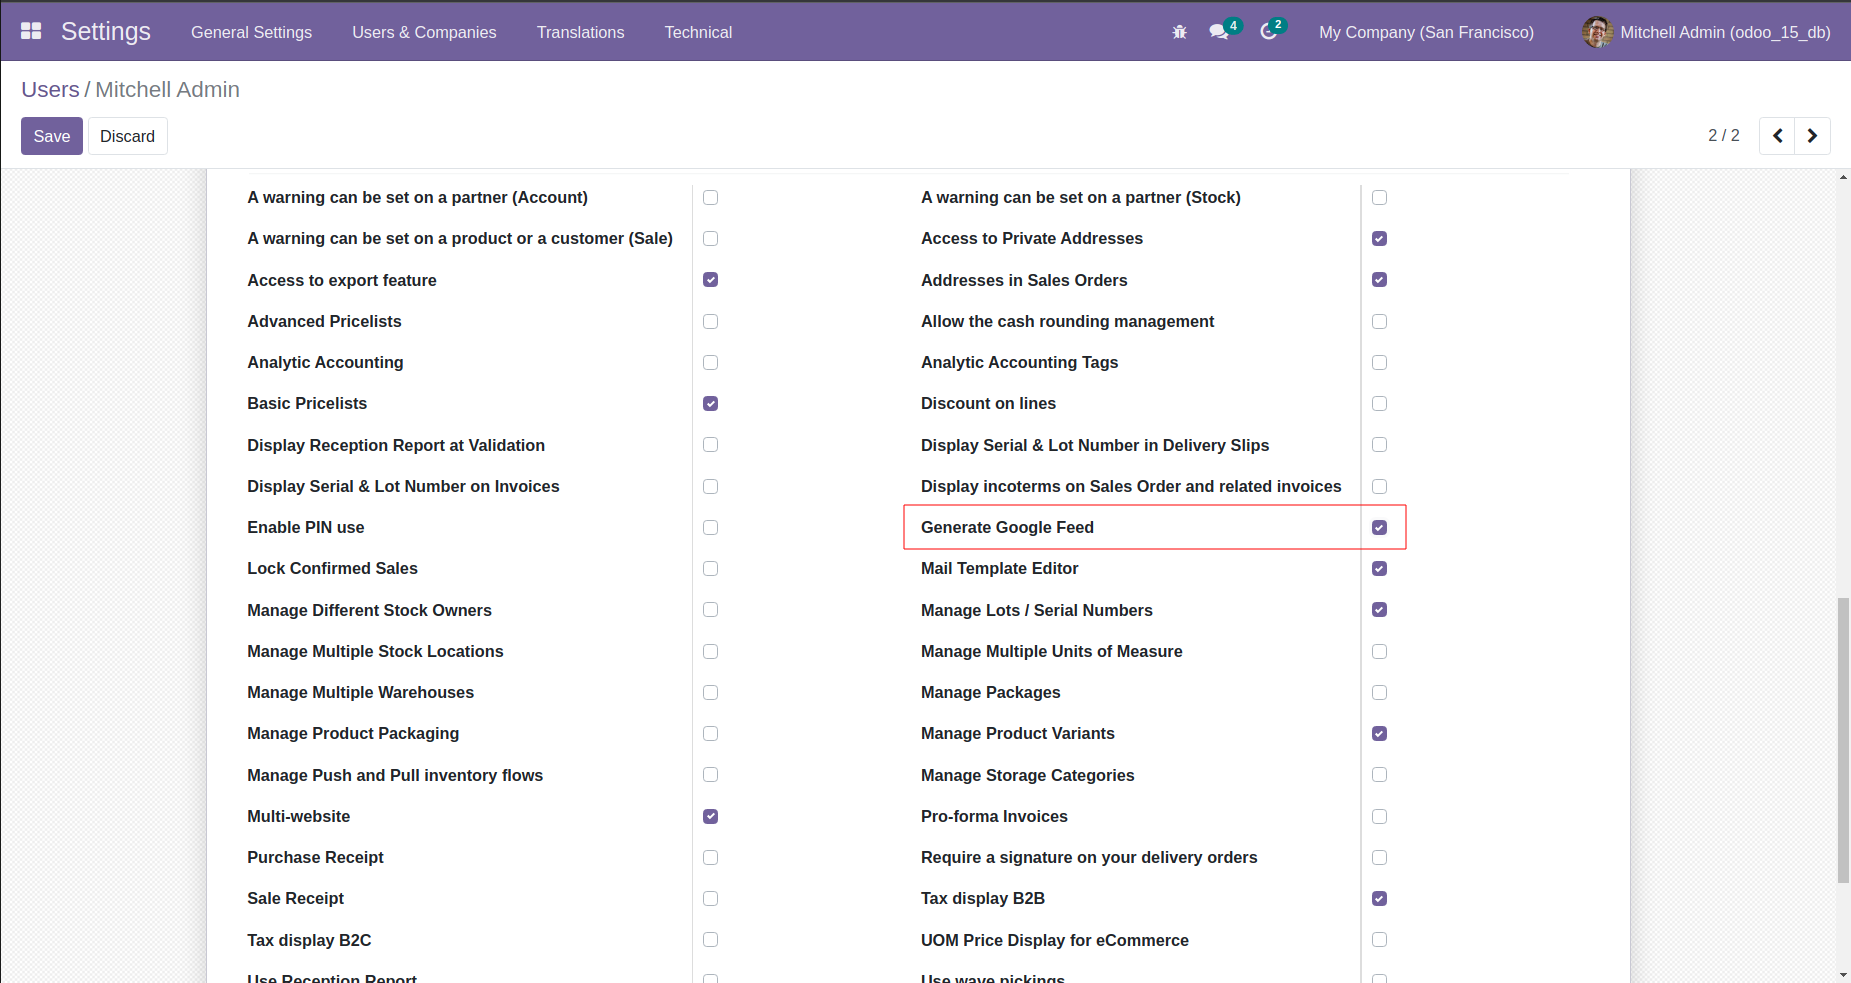 Settings General Settings Users & Companies Translations Technical 4 2 My Company (San Francisco) Mitchell Admin (odoo_15_db)
Users / Mitchell Admin
Save Discard 2 / 2
A warning can be set on a partner (Account) A warning can be set on a partner (Stock)
A warning can be set on a product or a customer (Sale) Access to Private Addresses
Access to export feature Addresses in Sales Orders
Advanced Pricelists Allow the cash rounding management
Analytic Accounting Analytic Accounting Tags
Basic Pricelists Discount on lines
Display Reception Report at Validation Display Serial & Lot Number in Delivery Slips
Display Serial & Lot Number on Invoices Display incoterms on Sales Order and related invoices
Enable PIN use Generate Google Feed
Lock Confirmed Sales Mail Template Editor
Manage Different Stock Owners Manage Lots / Serial Numbers
Manage Multiple Stock Locations Manage Multiple Units of Measure
Manage Multiple Warehouses Manage Packages
Manage Product Packaging Manage Product Variants
Manage Push and Pull inventory flows Manage Storage Categories
Multi-website Pro-forma Invoices
Purchase Receipt Require a signature on your delivery orders
Sale Receipt Tax display B2B
Tax display B2C UOM Price Display for eCommerce
Use Reception Report Use wave pickings